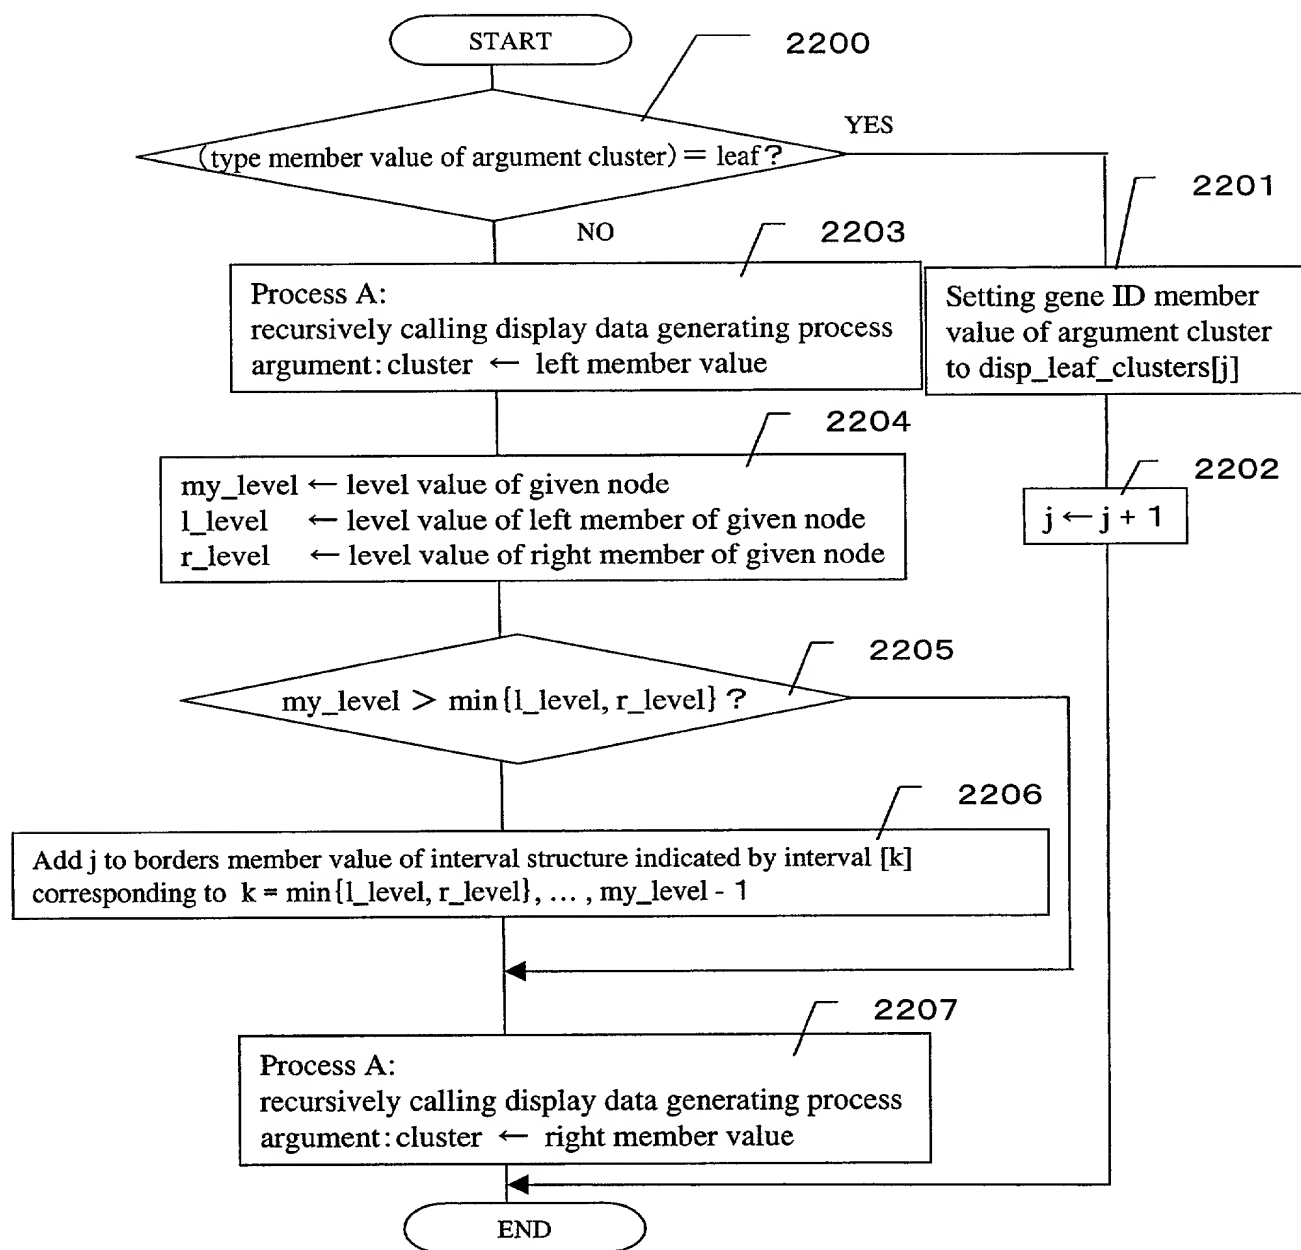 START
2200
(type member value of argument cluster) = leaf?
YES
2201
NO
2203
Process A:
recursively calling display data generating process
argument: cluster ← left member value
Setting gene ID member
value of argument cluster
to disp_leaf_clusters[j]
2204
2202
my_level ← level value of given node
l_level ← level value of left member of given node
r_level ← level value of right member of given node
j ← j + 1
2205
my_level > min{l_level, r_level} ?
2206
Add j to borders member value of interval structure indicated by interval [k]
corresponding to k = min{l_level, r_level}, ... , my_level - 1
2207
Process A:
recursively calling display data generating process
argument: cluster ← right member value
END